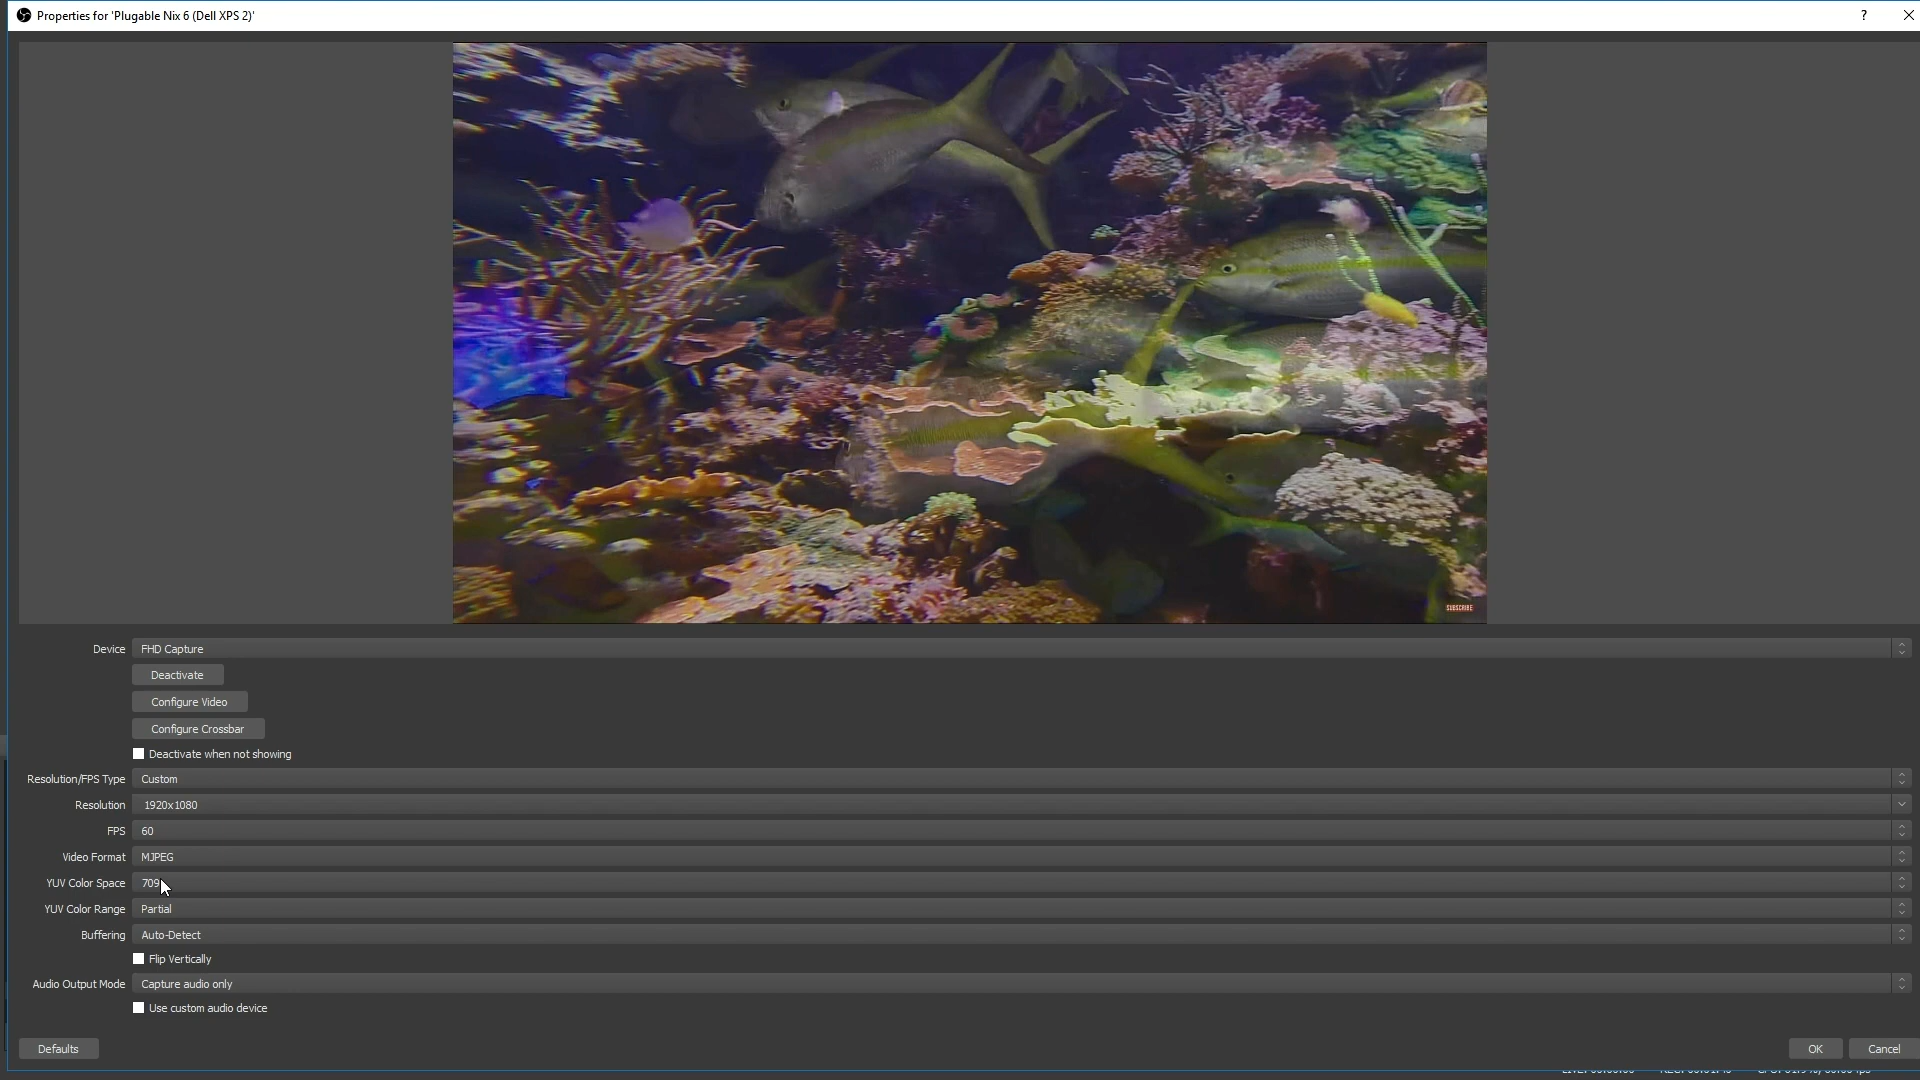 Properties for 'Plugable Nix 6 (Dell XPS 2)'
?
SUBSCRIBE
Device FHD Capture
Deactivate
Configure Video
Configure Crossbar
Deactivate when not showing
Resolution/FPS Type Custom
Resolution 1920x1080
FPS 60
Video Format MJPEG
YUV Color Space 709
YUV Color Range Partial
Buffering Auto-Detect
Flip Vertically
Audio Output Mode Capture audio only
Use custom audio device
Defaults OK Cancel